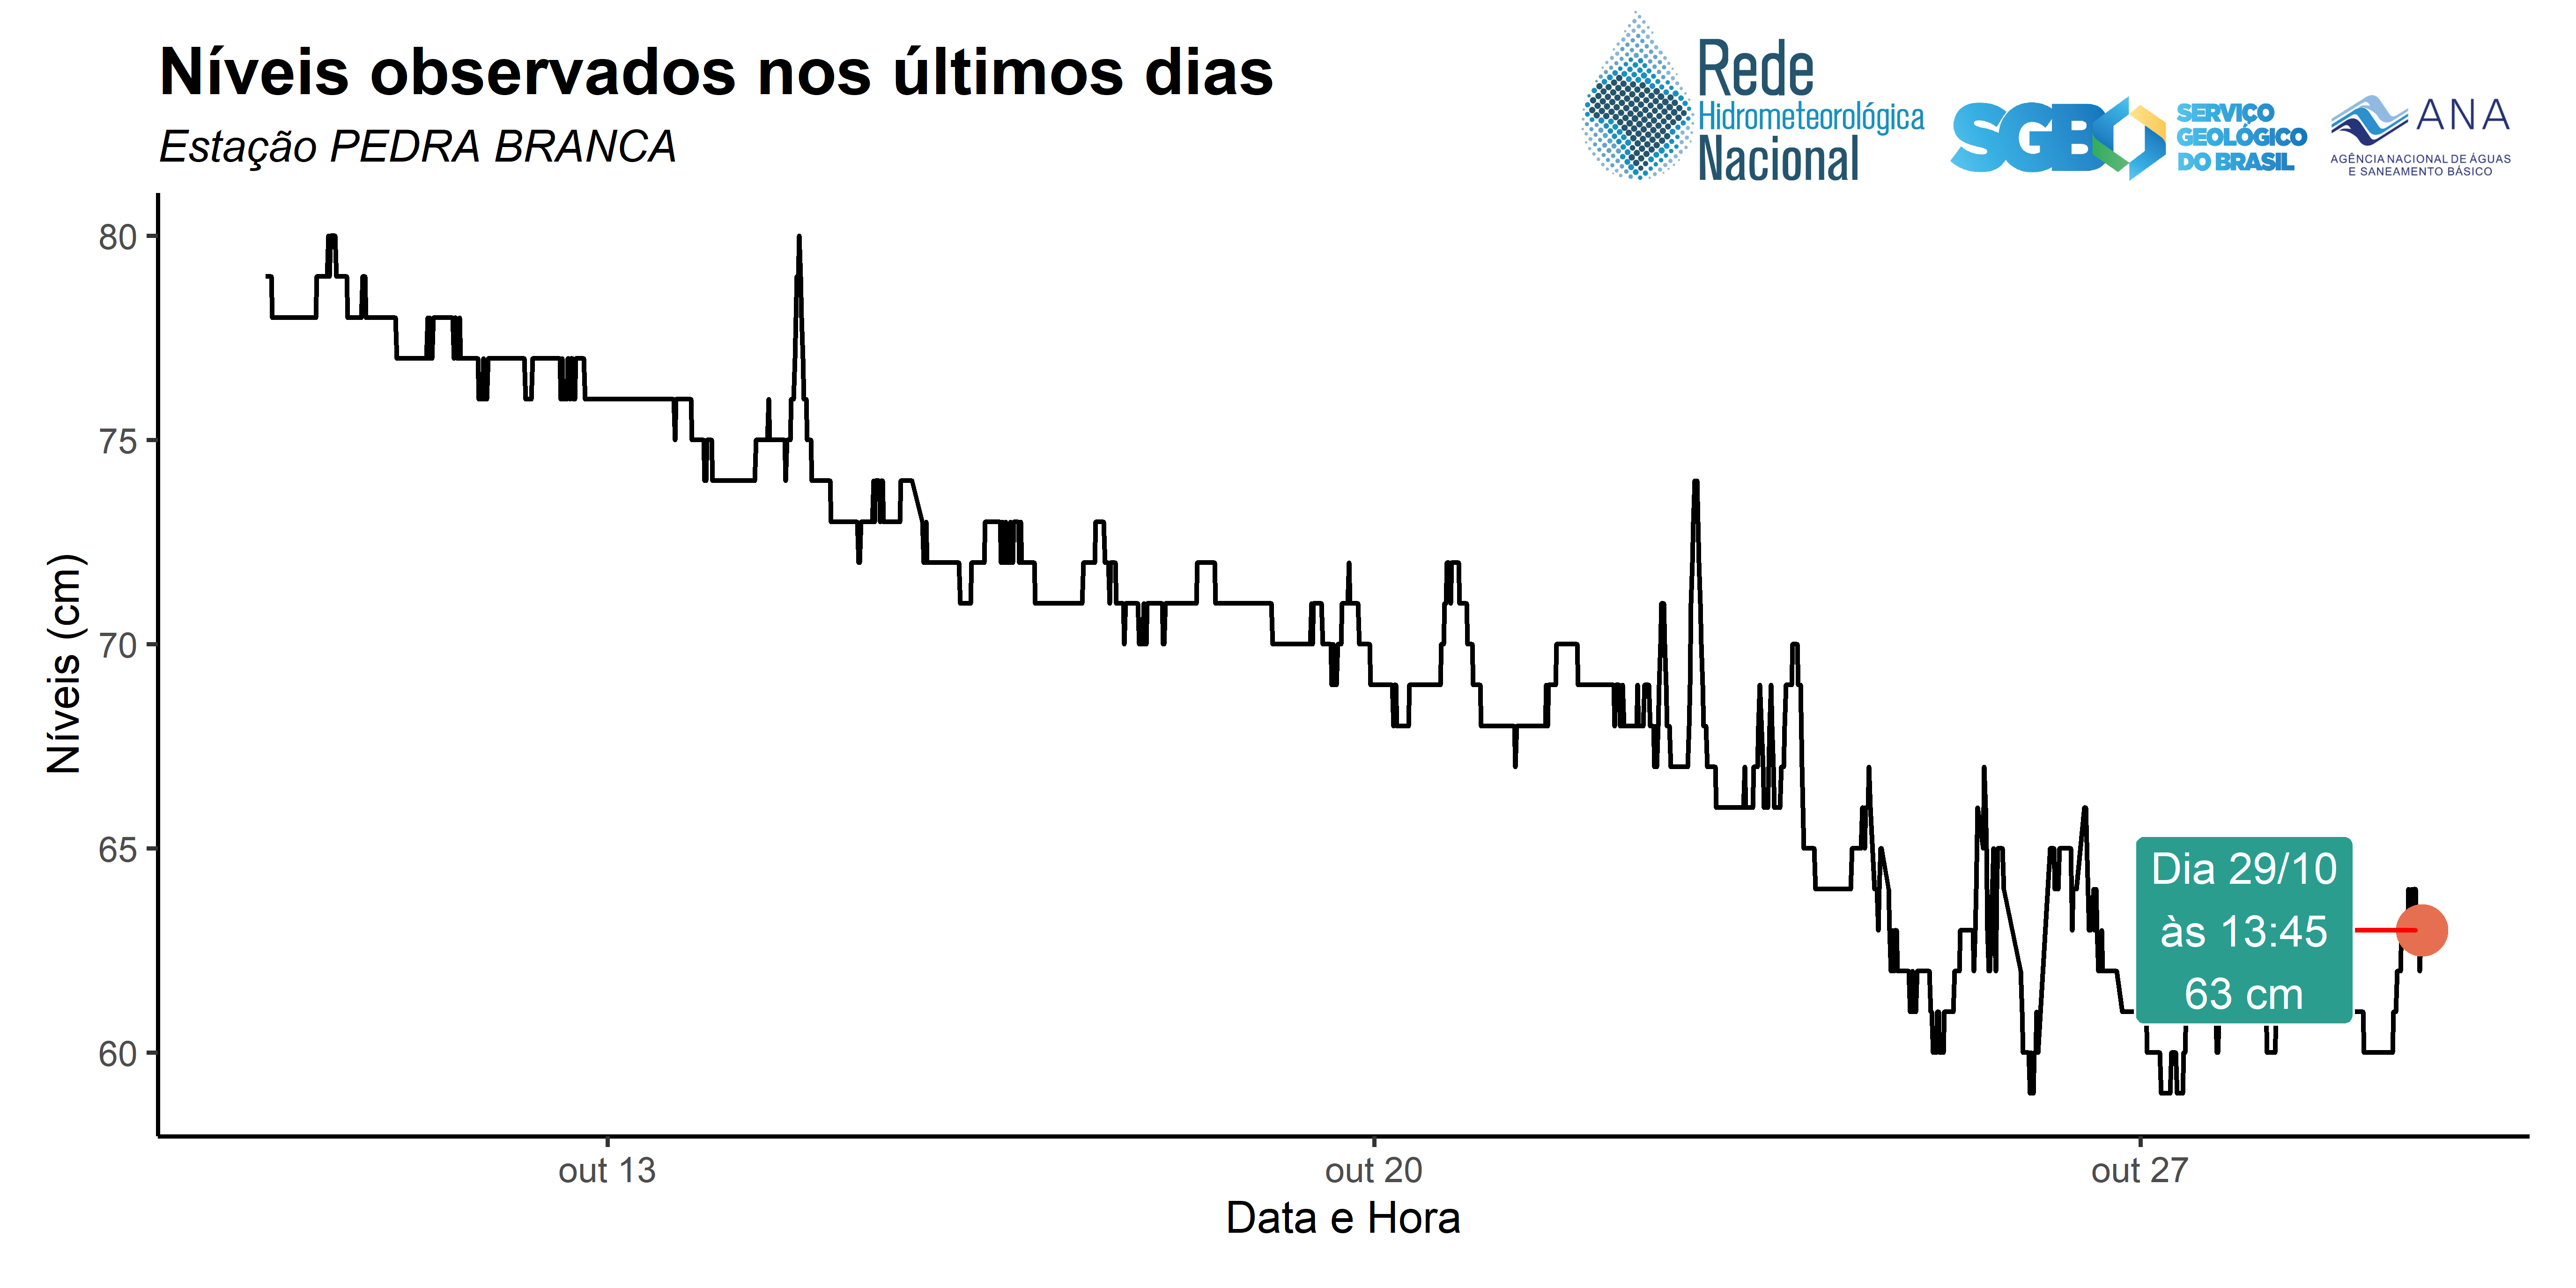 Níveis observados nos últimos dias
Estação PEDRA BRANCA
Rede
Hidrometeorológica
Nacional
SGB
SERVIÇO
GEOLÓGICO
DO BRASIL
ANA
AGÊNCIA NACIONAL DE ÁGUAS
E SANEAMENTO BÁSICO
80
75
70
65
60
Níveis (cm)
Dia 29/10
às 13:45
63 cm
out 13
out 20
out 27
Data e Hora